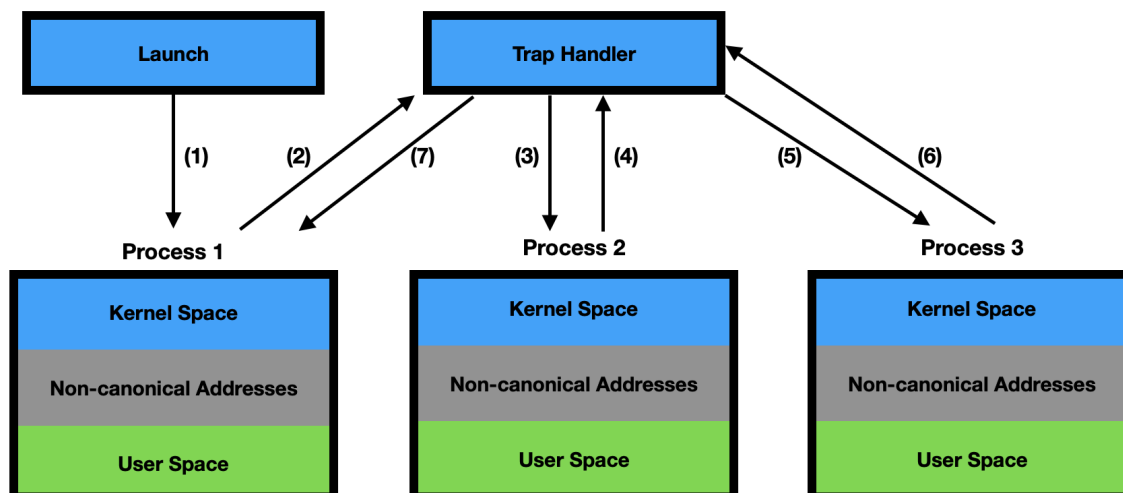 Launch
Trap Handler
(1)
(2)
(7)
(3)
(4)
(5)
(6)
Process 1
Process 2
Process 3
Kernel Space
Non-canonical Addresses
User Space
Kernel Space
Non-canonical Addresses
User Space
Kernel Space
Non-canonical Addresses
User Space